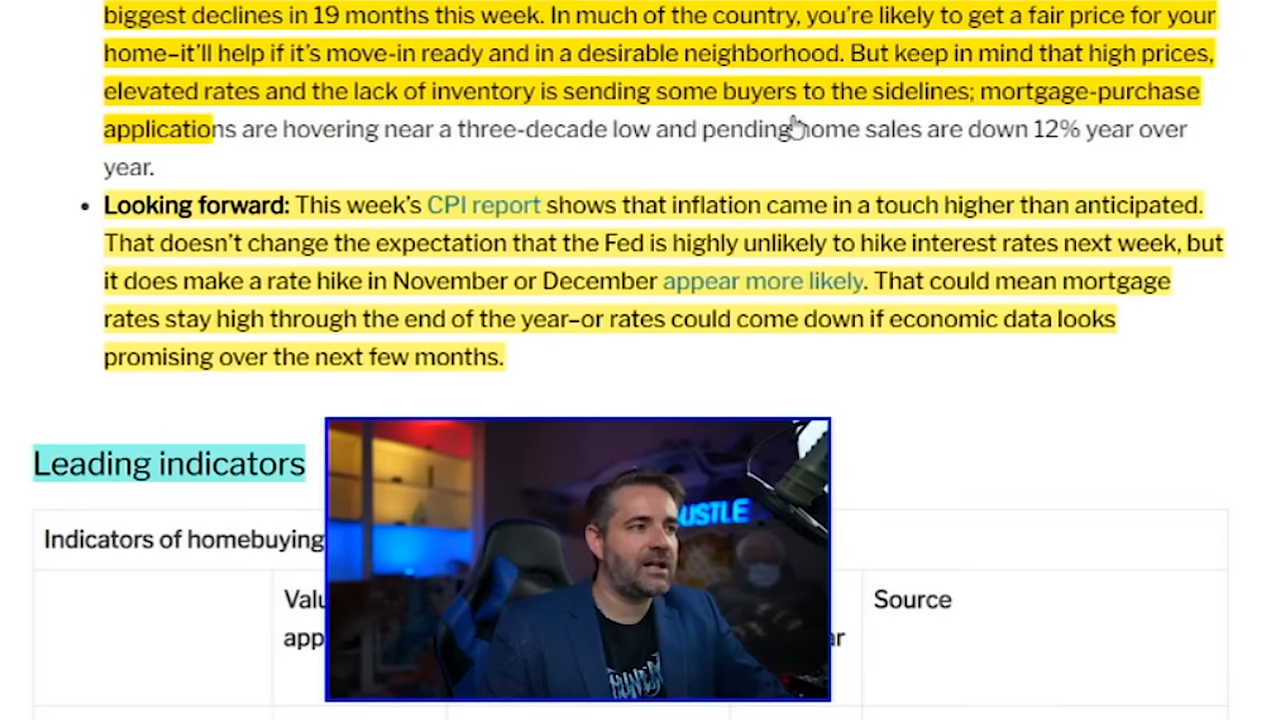 biggest declines in 19 months this week. In much of the country, you're likely to get a fair price for your
home–it'll help if it's move-in ready and in a desirable neighborhood. But keep in mind that high prices,
elevated rates and the lack of inventory is sending some buyers to the sidelines; mortgage-purchase
applications are hovering near a three-decade low and pending home sales are down 12% year over
year.
• Looking forward: This week's CPI report shows that inflation came in a touch higher than anticipated.
That doesn't change the expectation that the Fed is highly unlikely to hike interest rates next week, but
it does make a rate hike in November or December appear more likely. That could mean mortgage
rates stay high through the end of the year–or rates could come down if economic data looks
promising over the next few months.
Leading indicators
Indicators of homebuying
Valu
Source
app
ar
USTLE